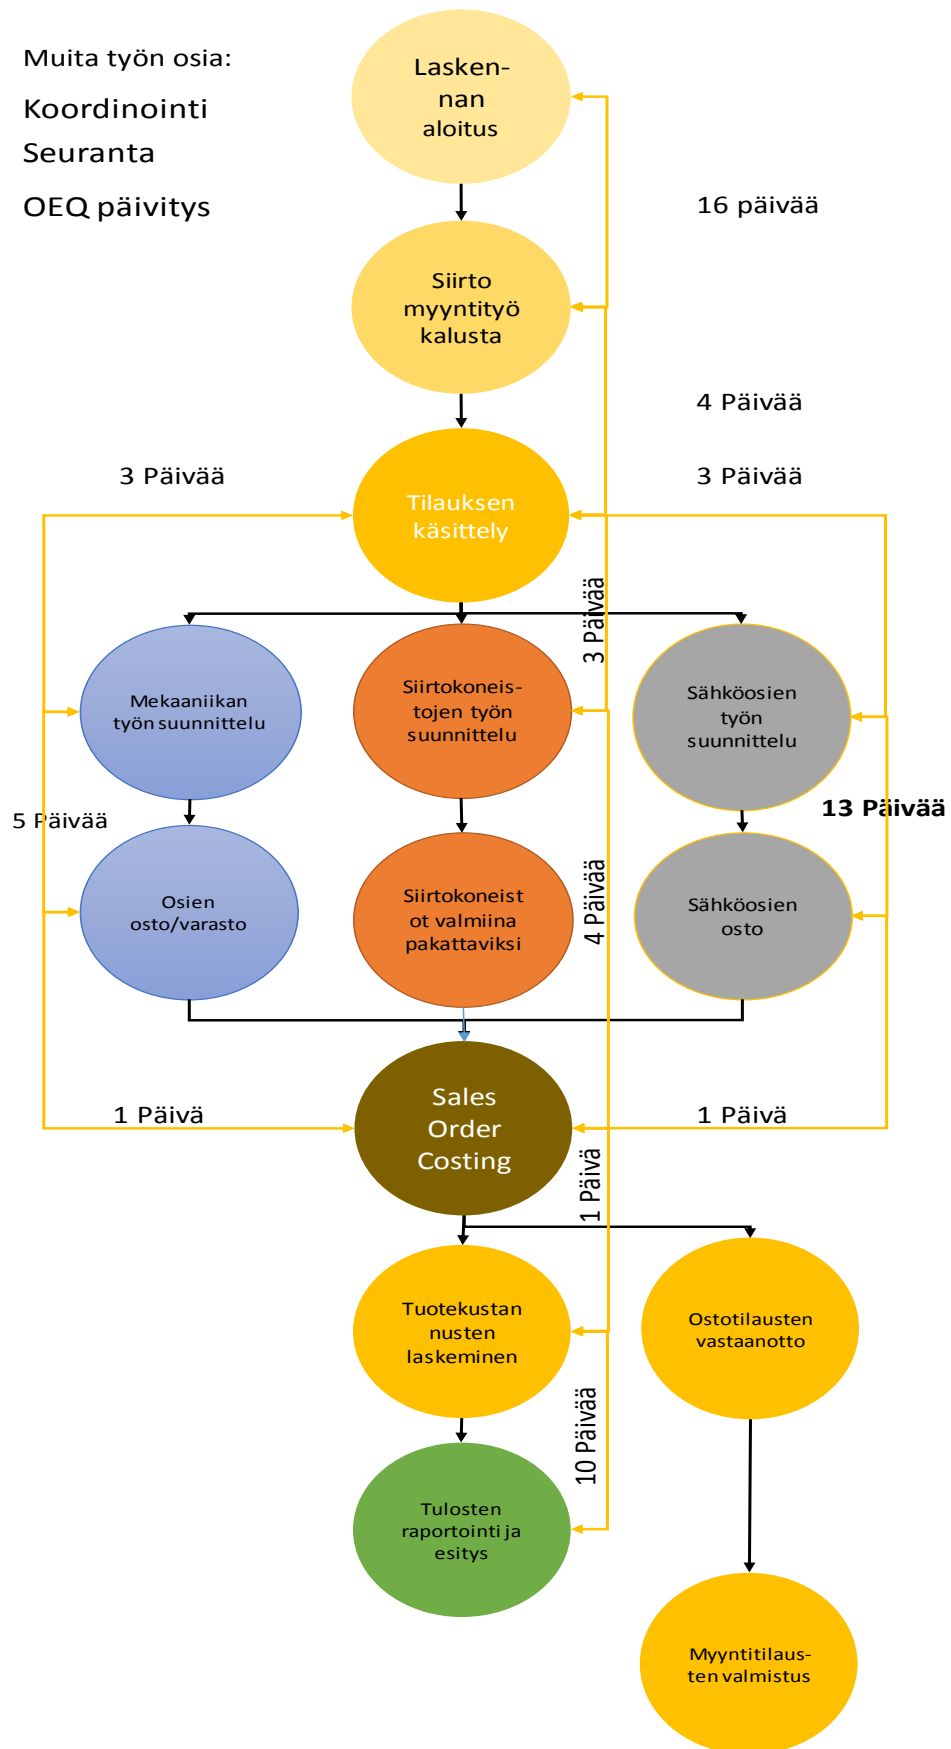 Muita työn osia:
Koordinointi
Seuranta
OEQ päivitys
Lasken-
nan
aloitus
16 päivää
Siirto
myyntityö
kalusta
4 Päivää
3 Päivää
3 Päivää
Tilauksen
käsittely
3 Päivää
Mekaaniikan
työn suunnittelu
Siirtokoneis-
tojen työn
suunnittelu
Sähköosien
työn
suunnittelu
5 Päivää
13 Päivää
4 Päivää
Osien
osto/varasto
Siirtokoneist
ot valmiina
pakattaviksi
Sähköosien
osto
1 Päivä
Sales
Order
Costing
1 Päivä
1 Päivä
Tuotekustan
nusten
laskeminen
Ostotilausten
vastaanotto
10 Päivää
Tulosten
raportointi ja
esitys
Myyntitilaus-
ten valmistus